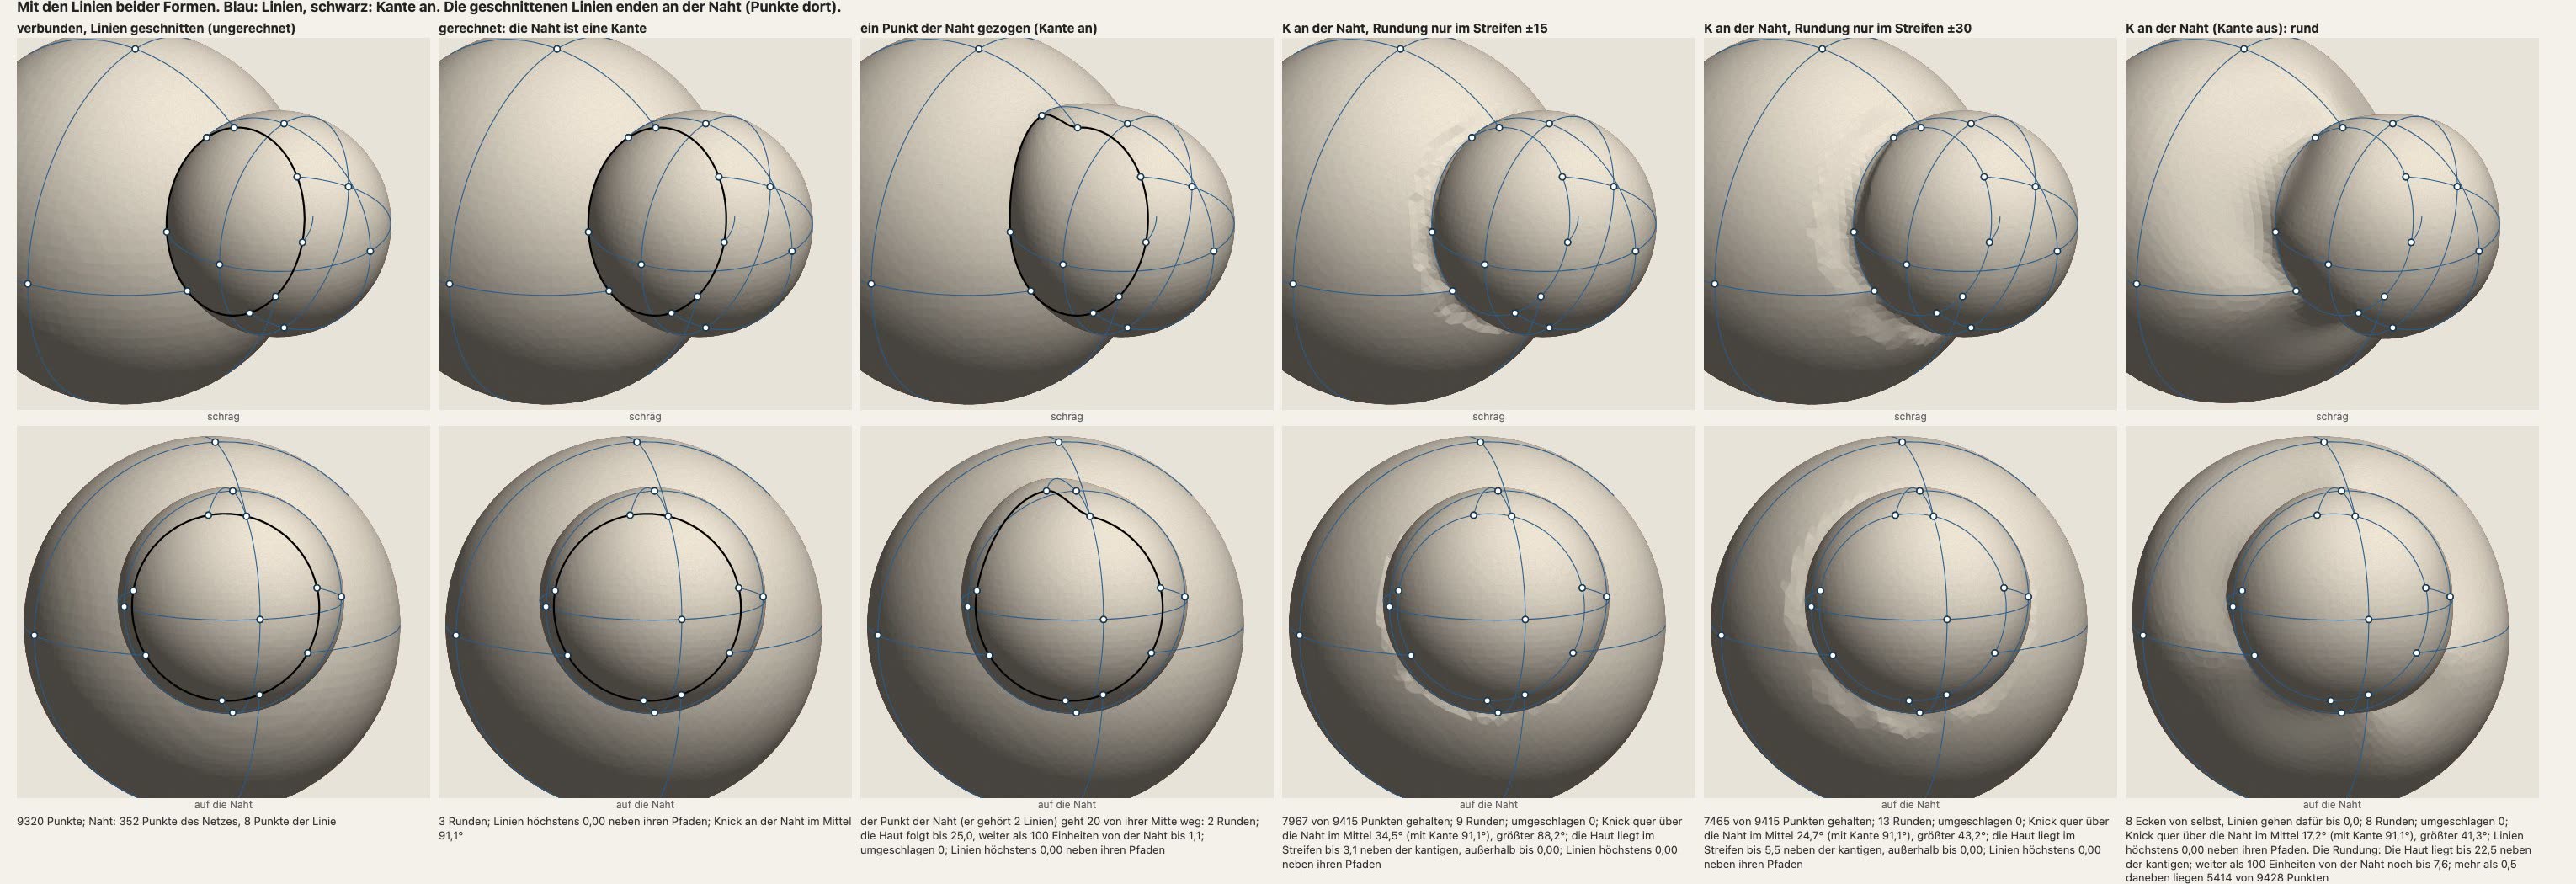 Mit den Linien beider Formen. Blau: Linien, schwarz: Kante an. Die geschnittenen Linien enden an der Naht (Punkte dort).
verbunden, Linien geschnitten (ungerechnet)
gerechnet: die Naht ist eine Kante
ein Punkt der Naht gezogen (Kante an)
K an der Naht, Rundung nur im Streifen ±15
K an der Naht, Rundung nur im Streifen ±30
K an der Naht (Kante aus): rund
schräg
schräg
schräg
schräg
schräg
schräg
auf die Naht
auf die Naht
auf die Naht
auf die Naht
auf die Naht
auf die Naht
9320 Punkte; Naht: 352 Punkte des Netzes, 8 Punkte der Linie
3 Runden; Linien höchstens 0,00 neben ihren Pfaden; Knick an der Naht im Mittel
91,1°
der Punkt der Naht (er gehört 2 Linien) geht 20 von ihrer Mitte weg: 2 Runden;
die Haut folgt bis 25,0, weiter als 100 Einheiten von der Naht bis 1,1;
umgeschlagen 0; Linien höchstens 0,00 neben ihren Pfaden
7967 von 9415 Punkten gehalten; 9 Runden; umgeschlagen 0; Knick quer über
die Naht im Mittel 34,5° (mit Kante 91,1°), größter 88,2°; die Haut liegt im
Streifen bis 3,1 neben der kantigen, außerhalb bis 0,00; Linien höchstens 0,00
neben ihren Pfaden
7465 von 9415 Punkten gehalten; 13 Runden; umgeschlagen 0; Knick quer über
die Naht im Mittel 24,7° (mit Kante 91,1°), größter 43,2°; die Haut liegt im
Streifen bis 5,5 neben der kantigen, außerhalb bis 0,00; Linien höchstens 0,00
neben ihren Pfaden
8 Ecken von selbst, Linien gehen dafür bis 0,0; 8 Runden; umgeschlagen 0;
Knick quer über die Naht im Mittel 17,2° (mit Kante 91,1°), größter 41,3°; Linien
höchstens 0,00 neben ihren Pfaden. Die Rundung: Die Haut liegt bis 22,5 neben
der kantigen; weiter als 100 Einheiten von der Naht noch bis 7,6; mehr als 0,5
daneben liegen 5414 von 9428 Punkten